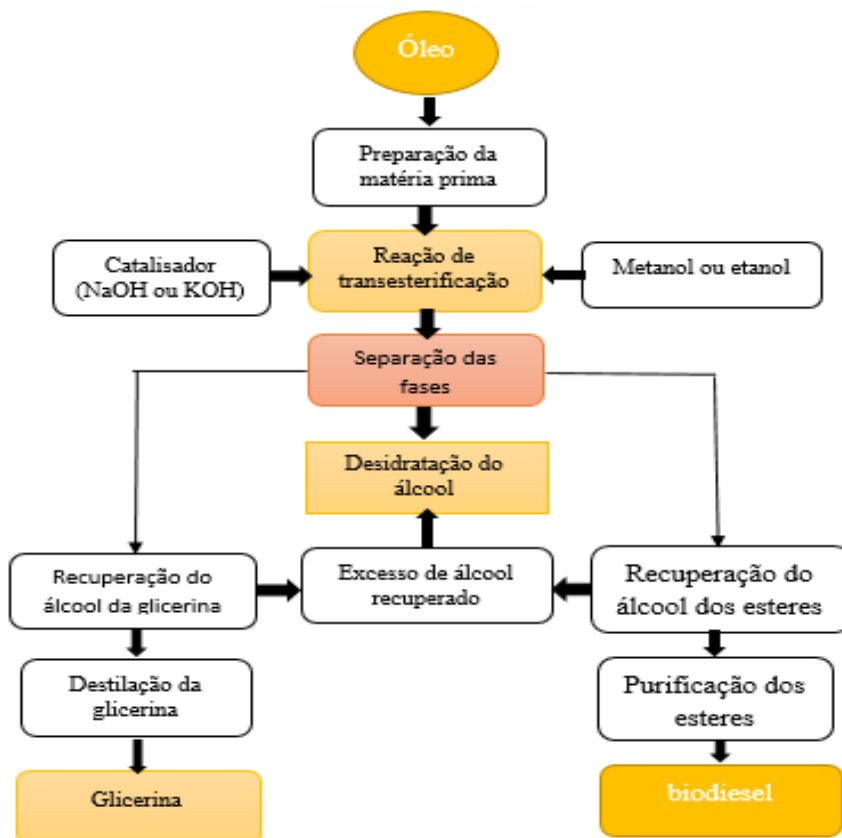 Óleo
Preparação da
matéria prima
Catalisador
(NaOH ou KOH)
Reação de
transesterificação
Metanol ou etanol
Separação das
fases
Desidratação do
álcool
Recuperação do
álcool da glicerina
Excesso de álcool
recuperado
Recuperação do
álcool dos esteres
Destilação da
glicerina
Purificação dos
esteres
Glicerina
biodiesel